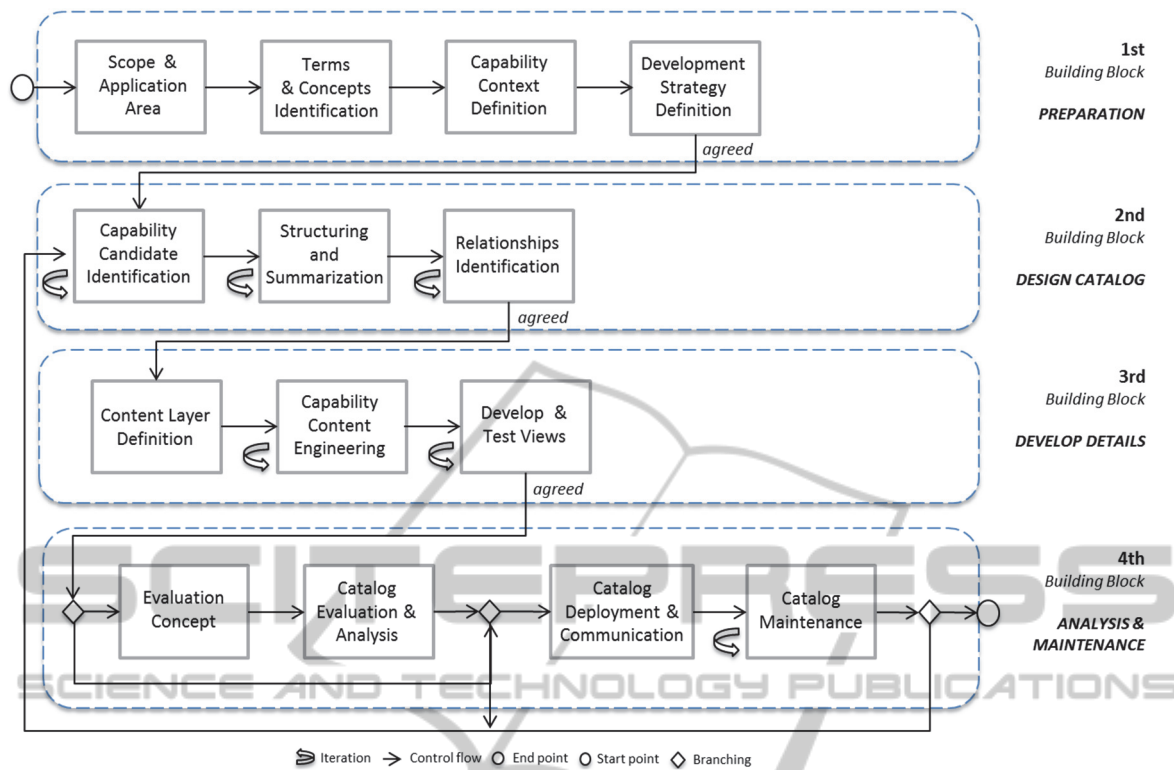 Scope &
Application
Area
Terms
& Concepts
Identification
Capability
Context
Definition
Development
Strategy
Definition
1st
Building Block
PREPARATION
agreed
Capability
Candidate
Identification
Structuring
and
Summarization
Relationships
Identification
2nd
Building Block
DESIGN CATALOG
agreed
Content Layer
Definition
Capability
Content
Engineering
Develop &
Test Views
3rd
Building Block
DEVELOP DETAILS
agreed
SCITEPRESS
Evaluation
Concept
Catalog
Evaluation &
Analysis
Catalog
Deployment &
Communication
Catalog
Maintenance
4th
Building Block
ANALYSIS &
MAINTENANCE
SCIENCE AND TECHNOLOGY PUBLICATIONS
Iteration Control flow End point Start point Branching